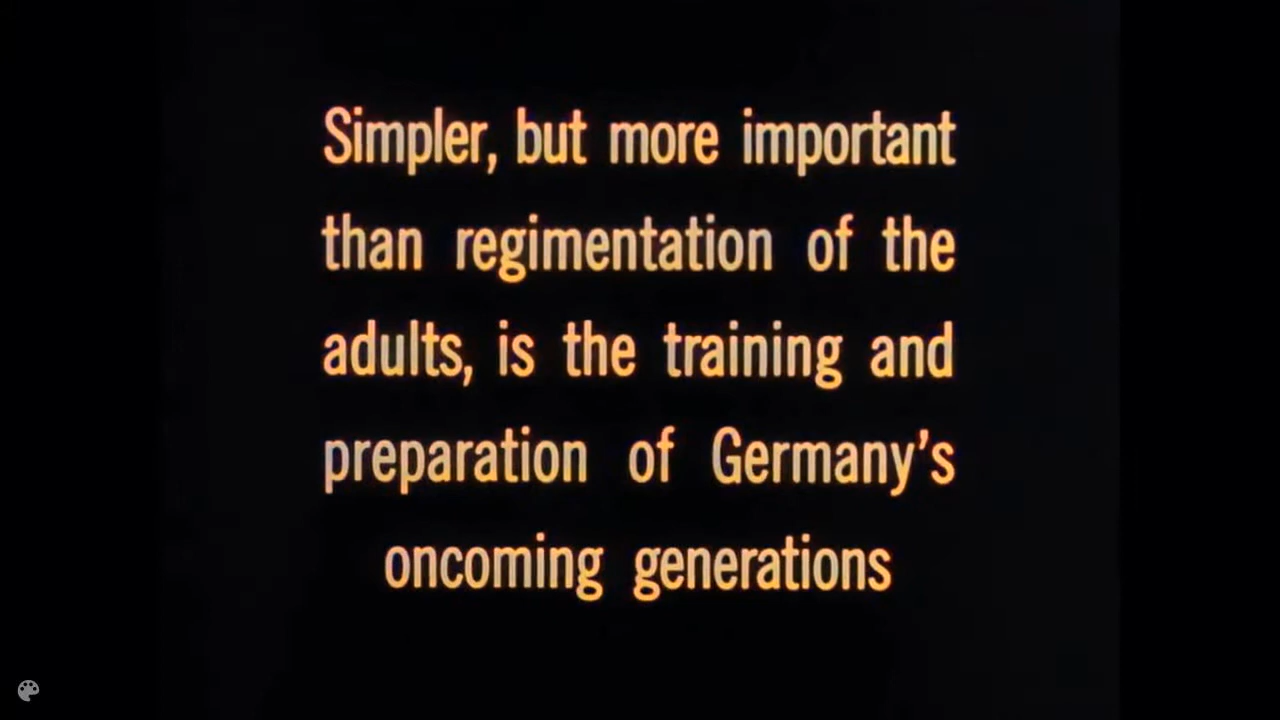 Simpler, but more important
than regimentation of the
adults, is the training and
preparation of Germany's
oncoming generations